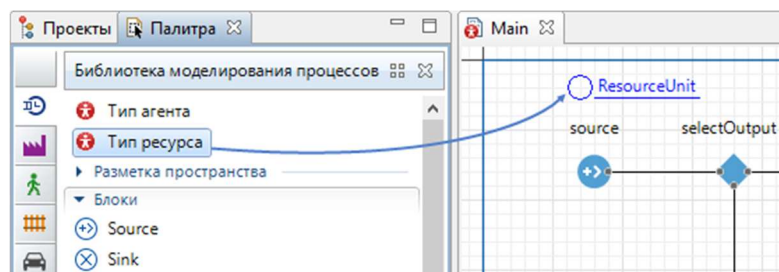 Проекты Палитра
Библиотека моделирования процессов
Тип агента
Тип ресурса
Разметка пространства
Блоки
Source
Sink
Main
ResourceUnit
source selectOutput